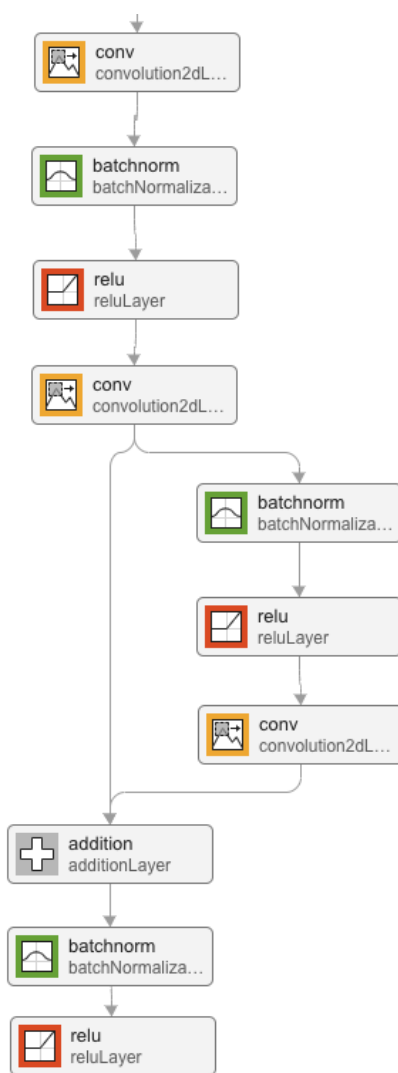 conv
convolution2dL...
batchnorm
batchNormaliza...
relu
reluLayer
conv
convolution2dL...
batchnorm
batchNormaliza...
relu
reluLayer
conv
convolution2dL...
addition
additionLayer
batchnorm
batchNormaliza...
relu
reluLayer